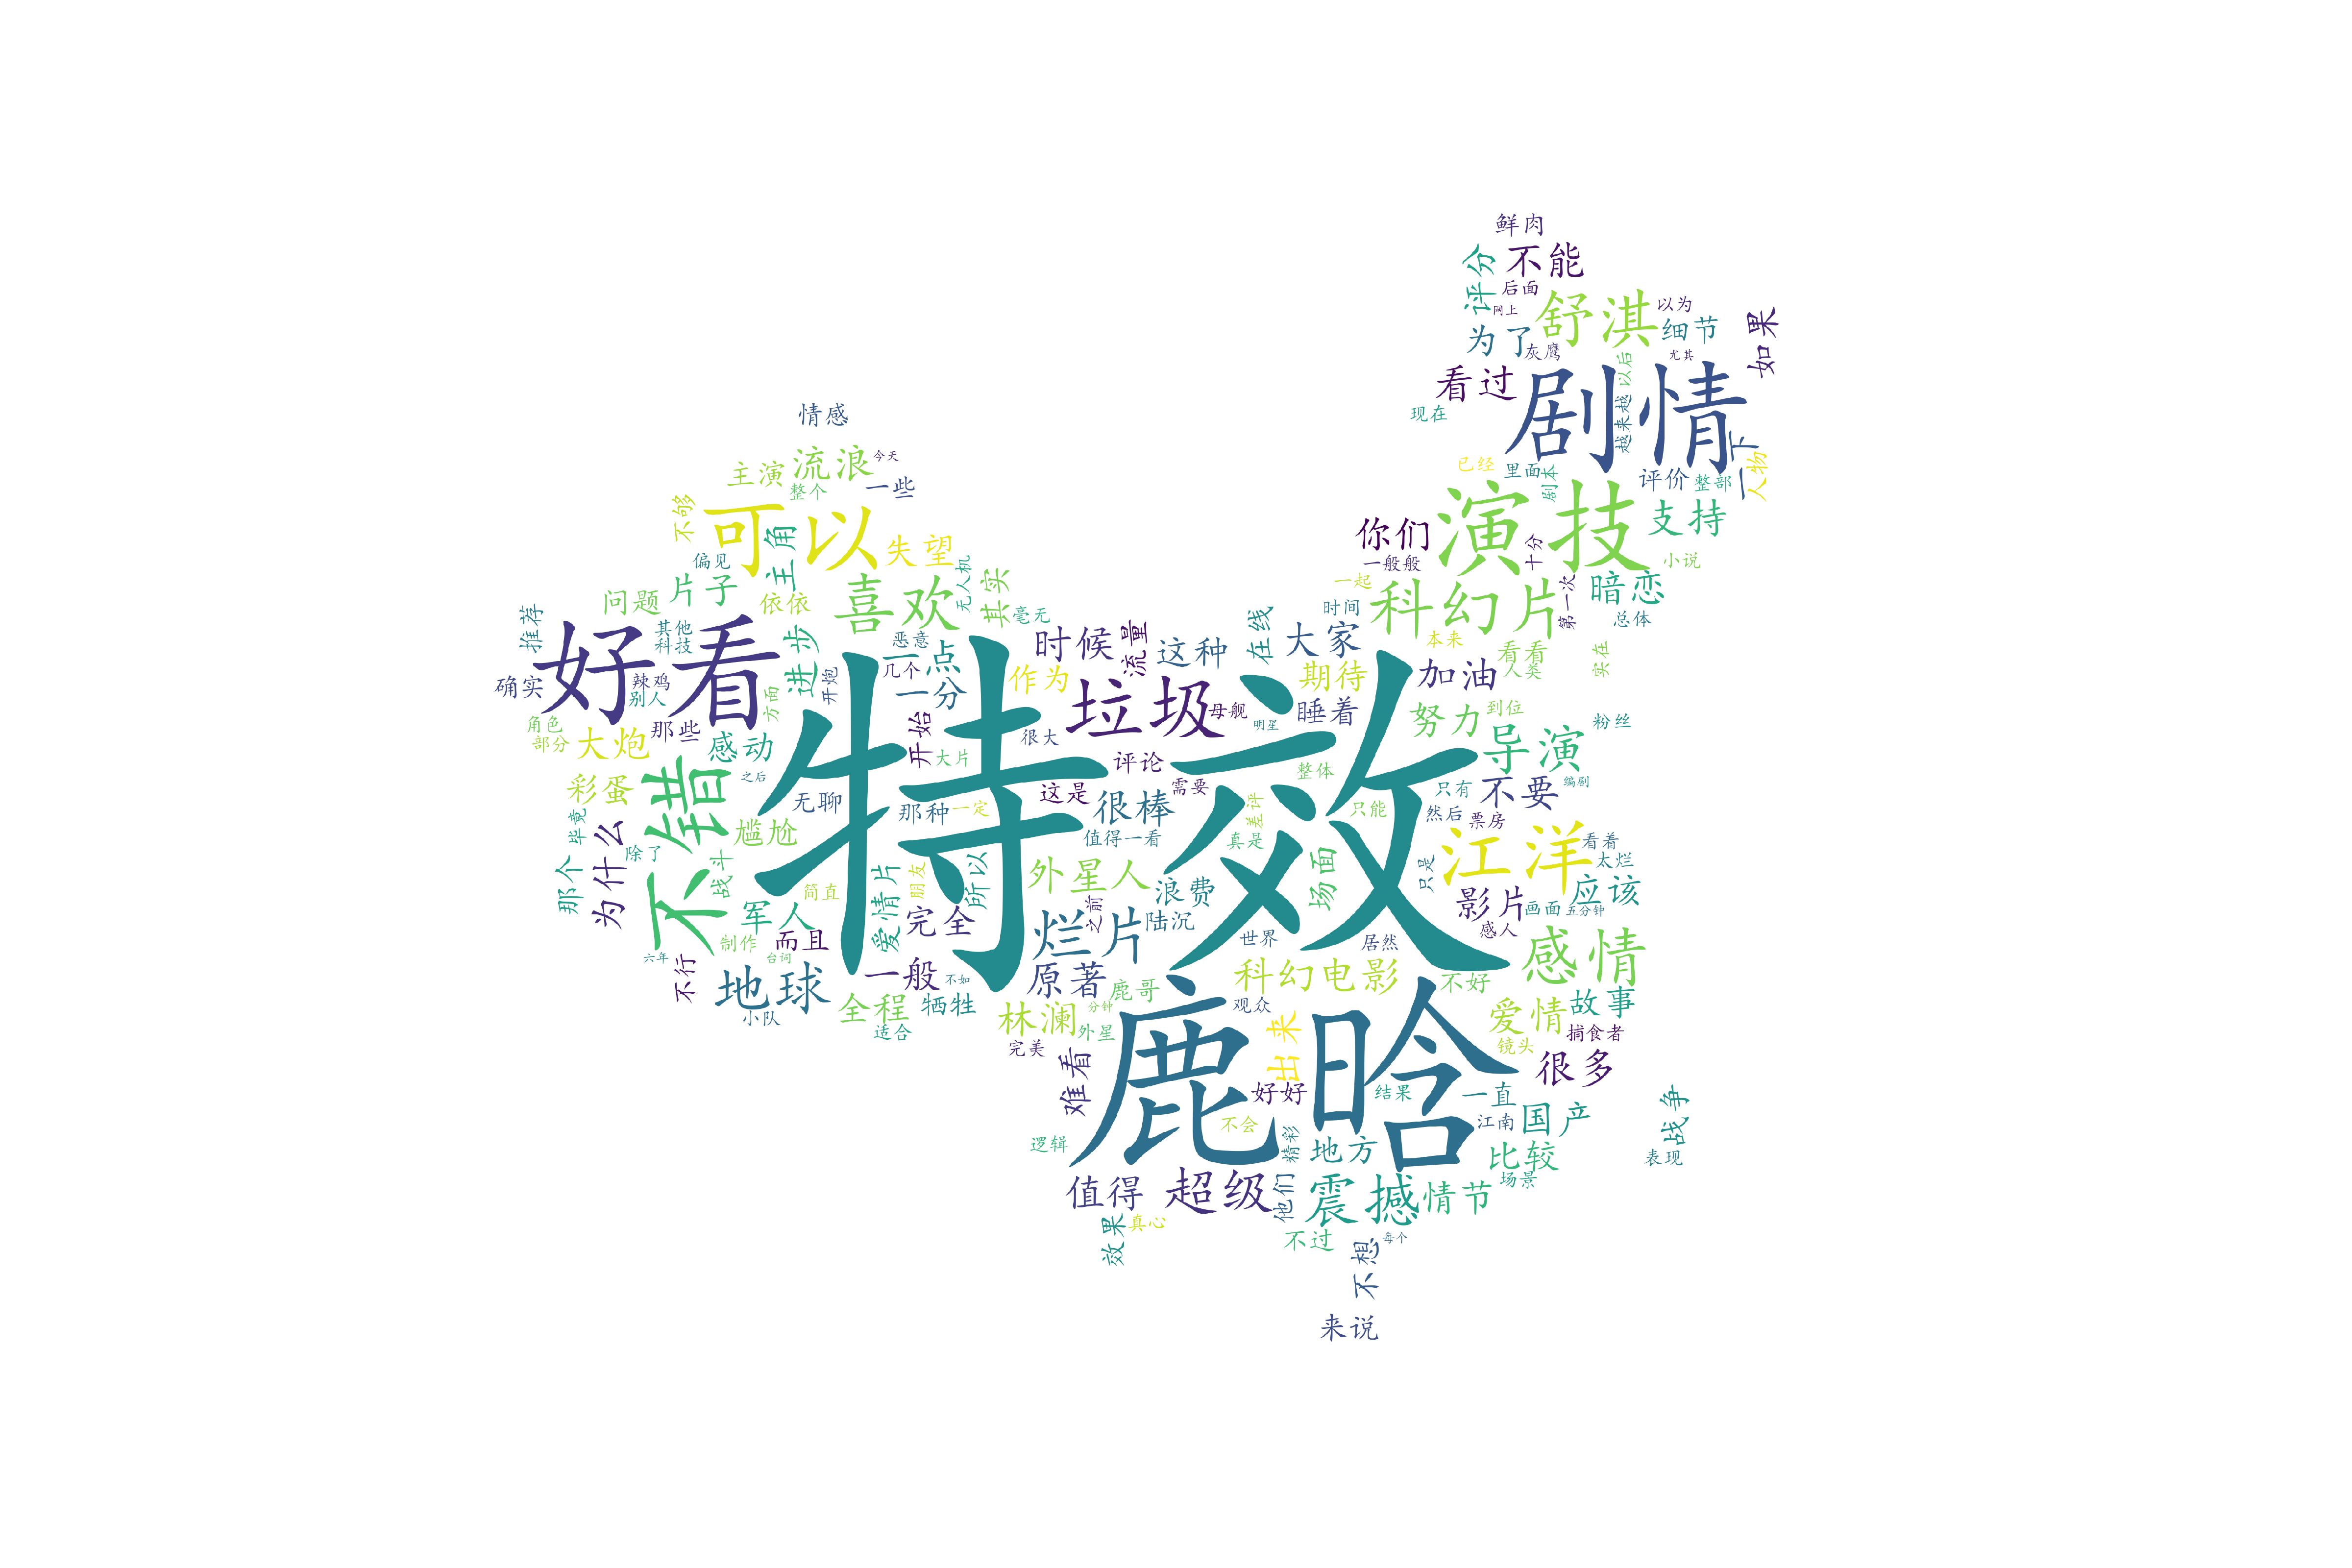 鲜肉
不能
评分
后面
网上
舒淇
以为
细节
如果
为了
灰鹰
尤其
看过
以后
越来越
剧情
一下
现在
情感
流浪
主演
今天
整个
一些
已经
里面
剧本
评价
整部
人物
不够
可以
失望
主角
偏见
你们
演技
支持
一般般
十分
小说
问题
片子
依依
喜欢
无人机
其实
毫无
一起
科幻片
第一次
暗恋
总体
推荐
其他
科技
好看
进步
恶意
一点
几个
时候
流量
这种
在线
时间
大家
本来
看看
人类
实在
确实
辣鸡
别人
方面
开炮
一分
作为
垃圾
母舰
明星
期待
睡着
加油
努力
到位
粉丝
角色
部分
大炮
那些
感动
开始
大片
很大
特效
评论
整体
导演
彩蛋
不错
之后
无聊
那种
一定
这是
很棒
需要
差评
只能
只有
不要
编剧
毕竟
为什么
除了
尴尬
值得一看
真是
然后
票房
江洋
看着
太烂
那个
战斗
简直
爱情片
朋友
所以
外星人
浪费
场面
只是
应该
军人
完全
之前
烂片
陆沉
影片
画面
五分钟
感人
不行
六年
制作
台词
而且
世界
居然
感情
地球
一般
不如
原著
鹿哥
科幻电影
不好
小队
全程
牺牲
适合
林澜
分钟
外星
完美
观众
出来
鹿晗
爱情
故事
镜头
捕食者
很多
难看
好好
结果
一直
国产
战争
逻辑
不会
精彩
地方
江南
比较
场景
表现
值得
超级
他们
震撼
情节
效果
真心
不过
不想
每个
来说